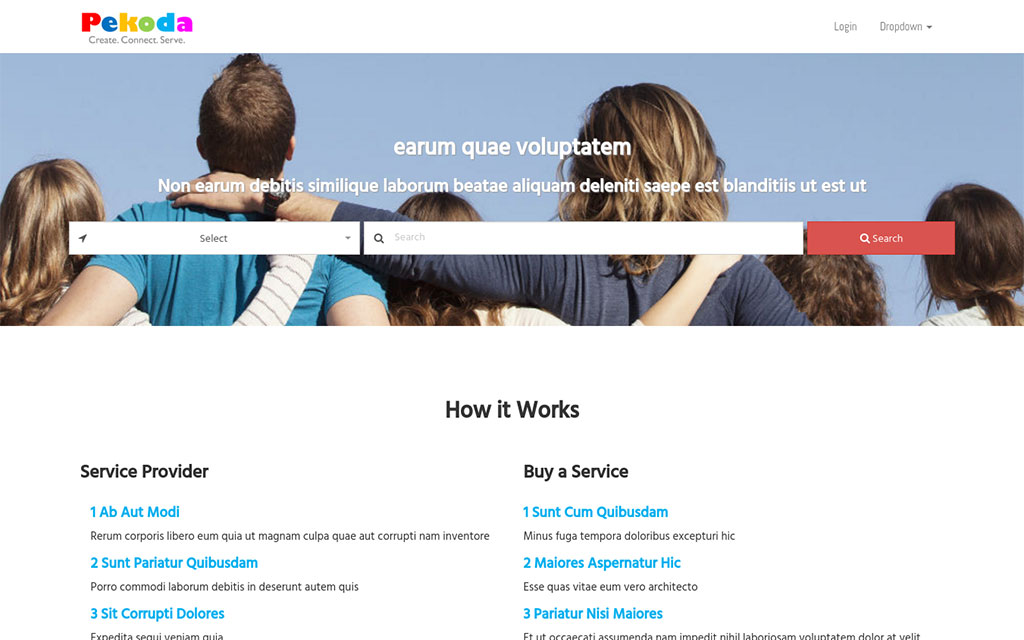 Pekoda
Create. Connect. Serve.
Login
Dropdown
earum quae voluptatem
Non earum debitis similique laborum beatae aliquam deleniti saepe est blanditiis ut est ut
Select
Search
Search
How it Works
Service Provider
1 Ab Aut Modi
Rerum corporis libero eum quia ut magnam culpa quae aut corrupti nam inventore
2 Sunt Pariatur Quibusdam
Porro commodi laborum debitis in deserunt autem quis
3 Sit Corrupti Dolores
Expedita sequi veniam quia
Buy a Service
1 Sunt Cum Quibusdam
Minus fuga tempora doloribus excepturi hic
2 Maiores Aspernatur Hic
Esse quas vitae eum vero architecto
3 Pariatur Nisi Maiores
Et ut occaecati assumenda nam impedit nihil laboriosam voluptatem dolor at velit